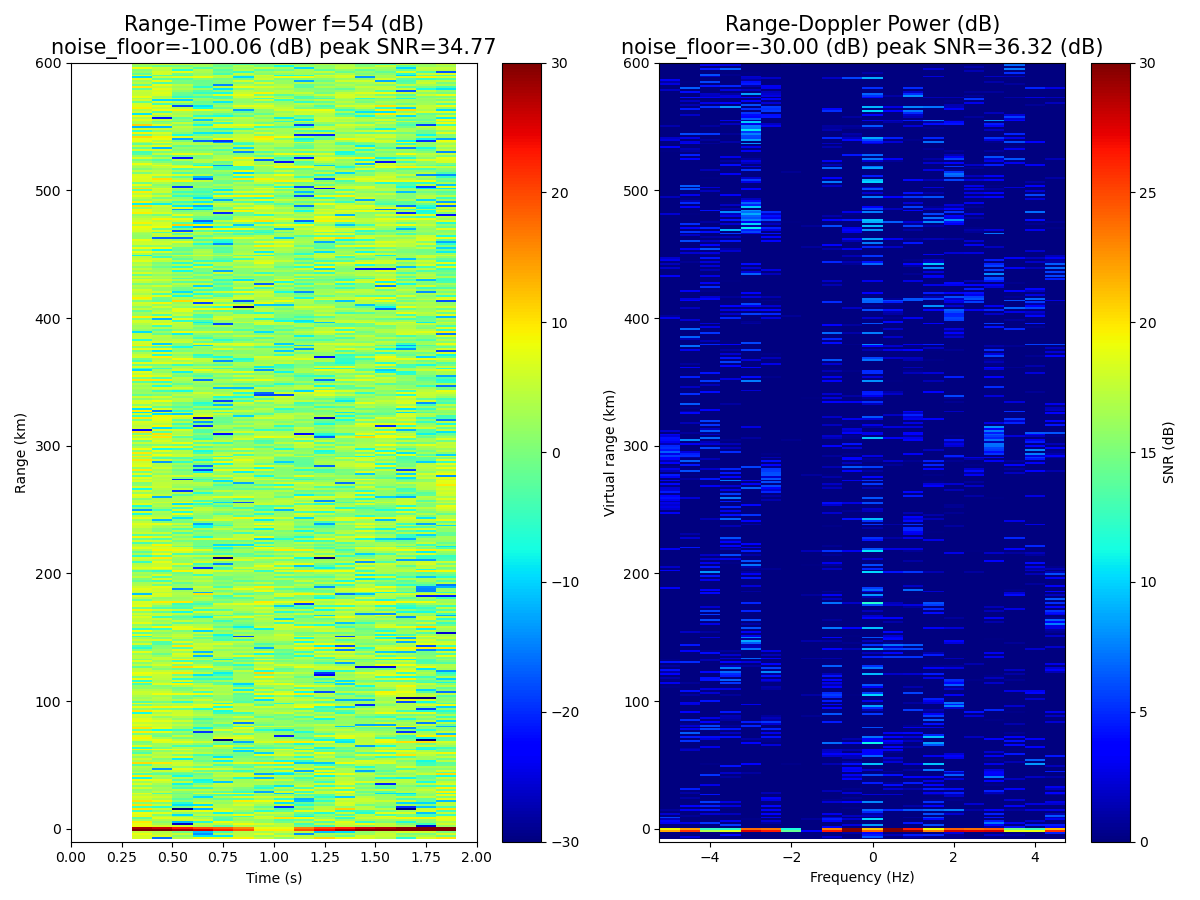 Range-Time Power f=54 (dB)
noise_floor=-100.06 (dB) peak SNR=34.77
600
500
400
300
200
100
0
Range (km)
0.00 0.25 0.50 0.75 1.00 1.25 1.50 1.75 2.00
Time (s)
30
20
10
0
−10
−20
−30
Range-Doppler Power (dB)
noise_floor=-30.00 (dB) peak SNR=36.32 (dB)
600
500
400
300
200
100
0
Virtual range (km)
−4 −2 0 2 4
Frequency (Hz)
30
25
20
15
10
5
0
SNR (dB)